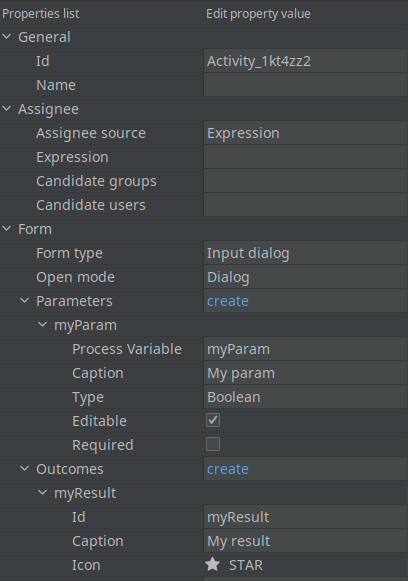 Properties list Edit property value
General
Id Activity_1kt4zz2
Name
Assignee
Assignee source Expression
Expression
Candidate groups
Candidate users
Form
Form type Input dialog
Open mode Dialog
Parameters create
myParam
Process Variable myParam
Caption My param
Type Boolean
Editable
Required
Outcomes create
myResult
Id myResult
Caption My result
Icon STAR